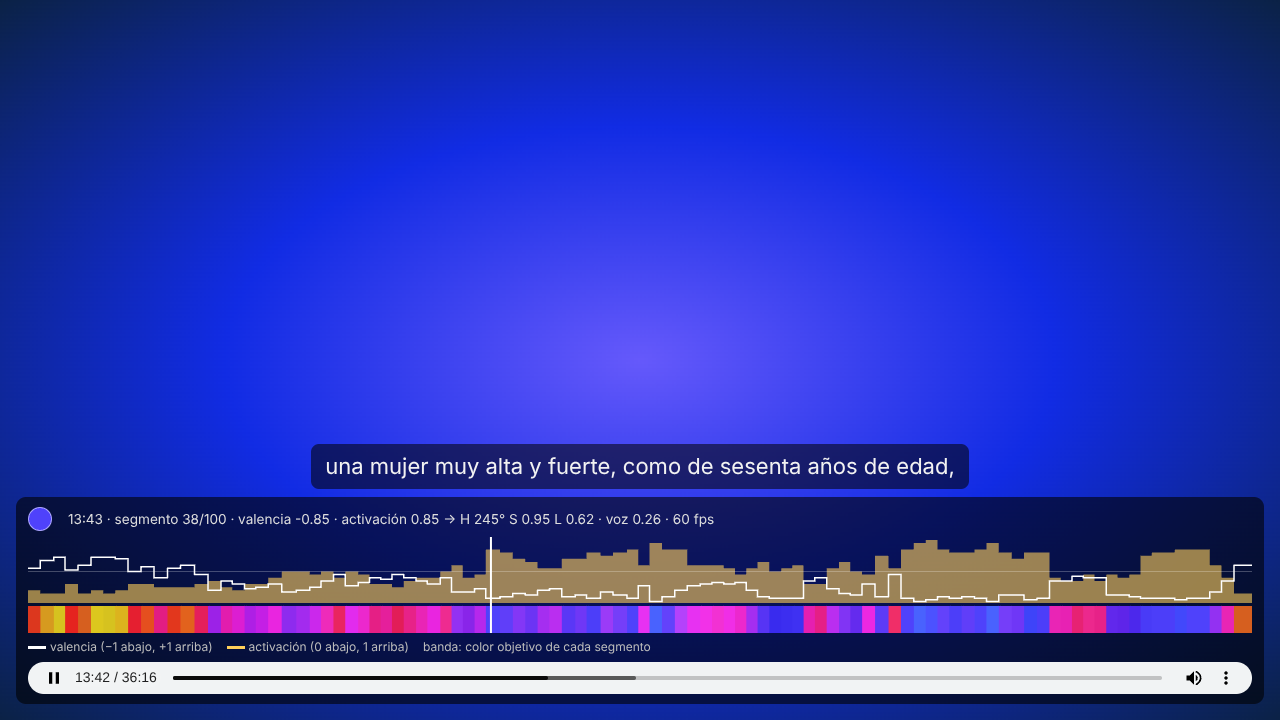 una mujer muy alta y fuerte, como de sesenta años de edad,
13:43 · segmento 38/100 · valencia -0.85 · activación 0.85 → H 245° S 0.95 L 0.62 · voz 0.26 · 60 fps
valencia (−1 abajo, +1 arriba) activación (0 abajo, 1 arriba) banda: color objetivo de cada segmento
13:42 / 36:16